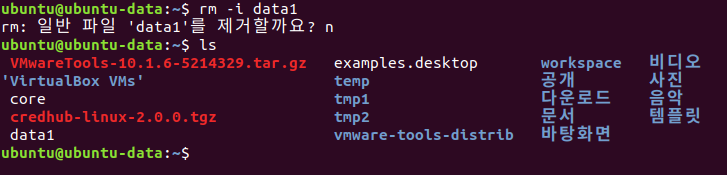 ubuntu@ubuntu-data:~$ rm -i data1
rm: 일반 파일 'data1'를 제거할까요? n
ubuntu@ubuntu-data:~$ ls
VMwareTools-10.1.6-5214329.tar.gz examples.desktop workspace 비디오
'VirtualBox VMs' temp 공개 사진
core tmp1 다운로드 음악
credhub-linux-2.0.0.tgz tmp2 문서 템플릿
data1 vmware-tools-distrib 바탕화면
ubuntu@ubuntu-data:~$